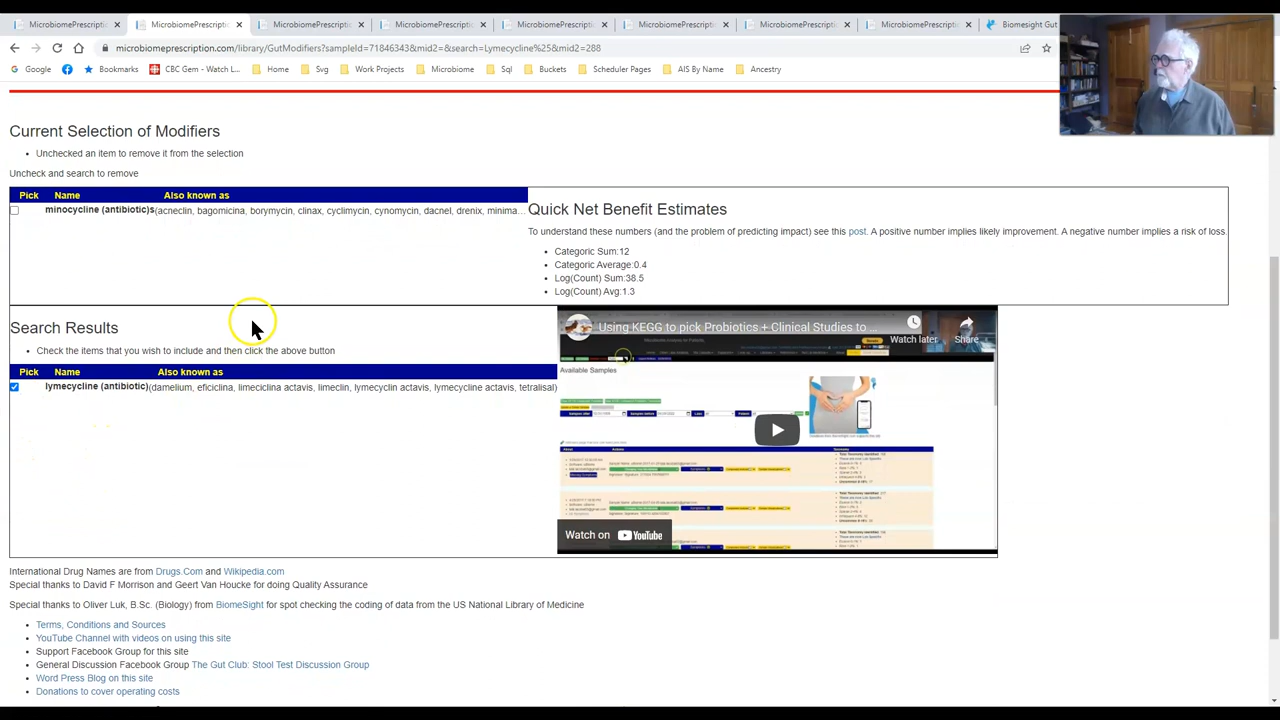 MicrobiomePrescription
MicrobiomePrescription
MicrobiomePrescription
MicrobiomePrescription
MicrobiomePrescription
MicrobiomePrescription
MicrobiomePrescription
MicrobiomePrescription
Biomesight Gut
microbiomeprescription.com/library/GutModifiers?sampleId=71846343&mid2=&search=Lymecycline%25&mid2=288
Google
Bookmarks
CBC Gem - Watch L...
Home
Svg
Work Projects
Microbiome
Sql
Buckets
Scheduler Pages
AIS By Name
Ancestry
Current Selection of Modifiers
Unchecked an item to remove it from the selection
Uncheck and search to remove
Pick Name Also known as
minocycline (antibiotic)s(acneclin, bagomicina, borymycin, clinax, cyclimycin, cynomycin, dacnel, drenix, minima...
Quick Net Benefit Estimates
To understand these numbers (and the problem of predicting impact) see this post. A positive number implies likely improvement. A negative number implies a risk of loss.
Categoric Sum:12
Categoric Average:0.4
Log(Count) Sum:38.5
Log(Count) Avg:1.3
Search Results
Check the items that you wish to include and then click the above button
Pick Name Also known as
lymecycline (antibiotic)(damelium, eficiclina, limeciclina actavis, limeclin, lymecyclin actavis, lymecycline actavis, tetralisal)
Using KEGG to pick Probiotics + Clinical Studies to ...
Watch later
Share
Available Samples
Watch on YouTube
International Drug Names are from Drugs.Com and Wikipedia.com
Special thanks to David F Morrison and Geert Van Houcke for doing Quality Assurance
Special thanks to Oliver Luk, B.Sc. (Biology) from BiomeSight for spot checking the coding of data from the US National Library of Medicine
Terms, Conditions and Sources
YouTube Channel with videos on using this site
Support Facebook Group for this site
General Discussion Facebook Group The Gut Club: Stool Test Discussion Group
Word Press Blog on this site
Donations to cover operating costs